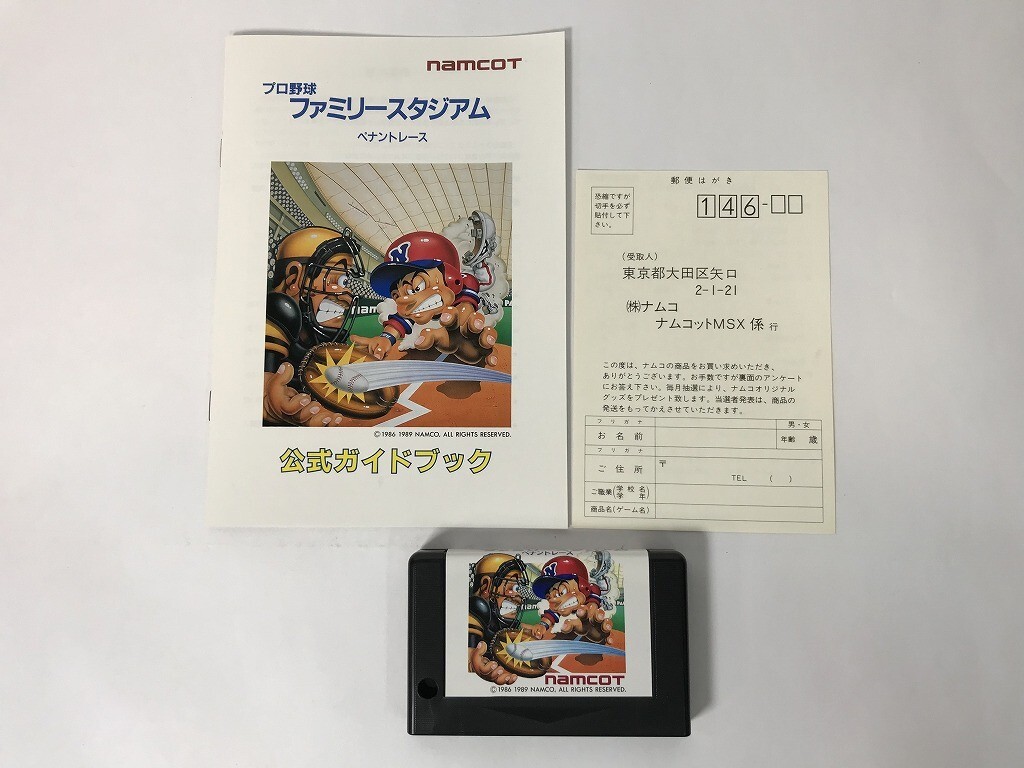 namcoT
プロ野球
ファミリースタジアム
ペナントレース
N
©1986 1989 NAMCO, ALL RIGHTS RESERVED.
公式ガイドブック
郵便はがき
恐縮ですが
切手を必ず
貼付して下
さい。
146-□□
(受取人)
東京都大田区矢口
2-1-21
㈱ナムコ
ナムコットMSX 係 行
この度は、ナムコの商品をお買い求めいただき、
ありがとうございます。お手数ですが裏面のアンケート
にお答え下さい。毎月抽選により、ナムコオリジナル
グッズをプレゼント致します。当選者発表は、商品の
発送をもってかえさせていただきます。
フリガナ
男・女
お名前
年齢 歳
フリガナ
ご住所
〒
TEL ( )
ご職業(学校名 学年)
商品名(ゲーム名)
ペナントレース
N
namcoT
©1986 1989 NAMCO, ALL RIGHTS RESERVED.